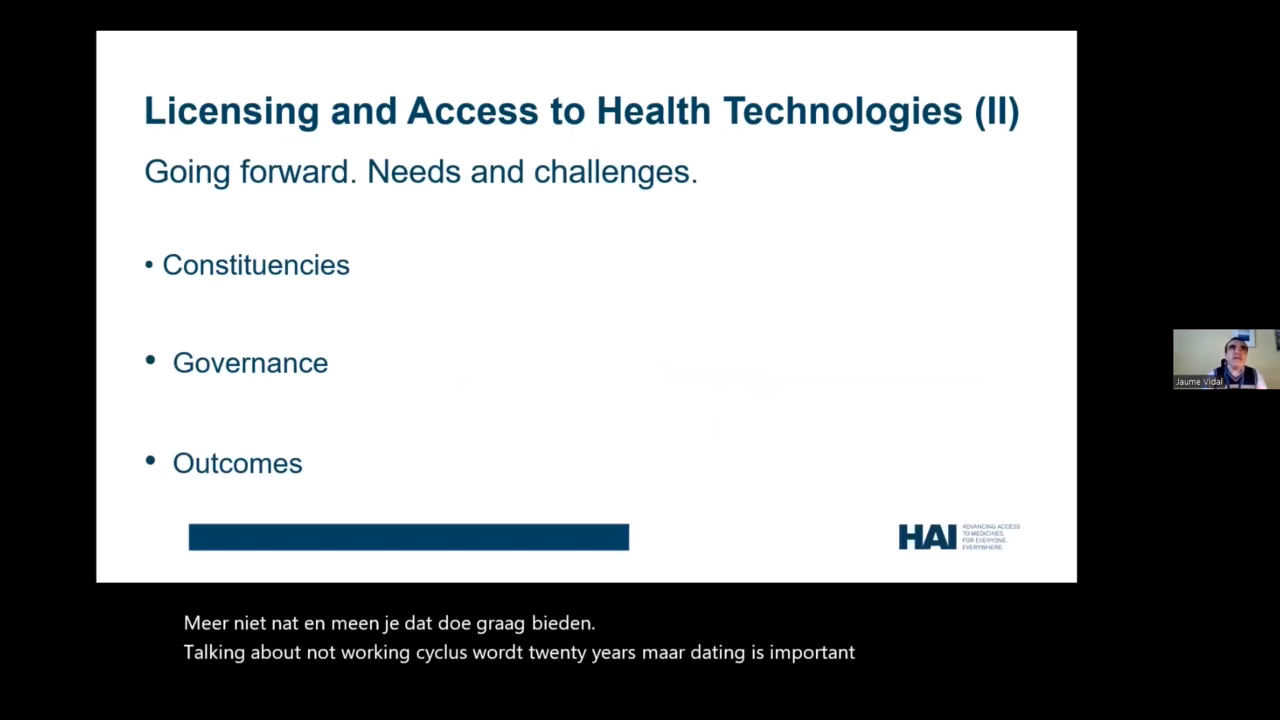 Licensing and Access to Health Technologies (II)
Going forward. Needs and challenges.
• Constituencies
• Governance
• Outcomes
HAI
ADVANCING ACCESS
TO MEDICINES.
FOR EVERYONE.
EVERYWHERE.
Jaume Vidal
Meer niet nat en meen je dat doe graag bieden.
Talking about not working cyclus wordt twenty years maar dating is important